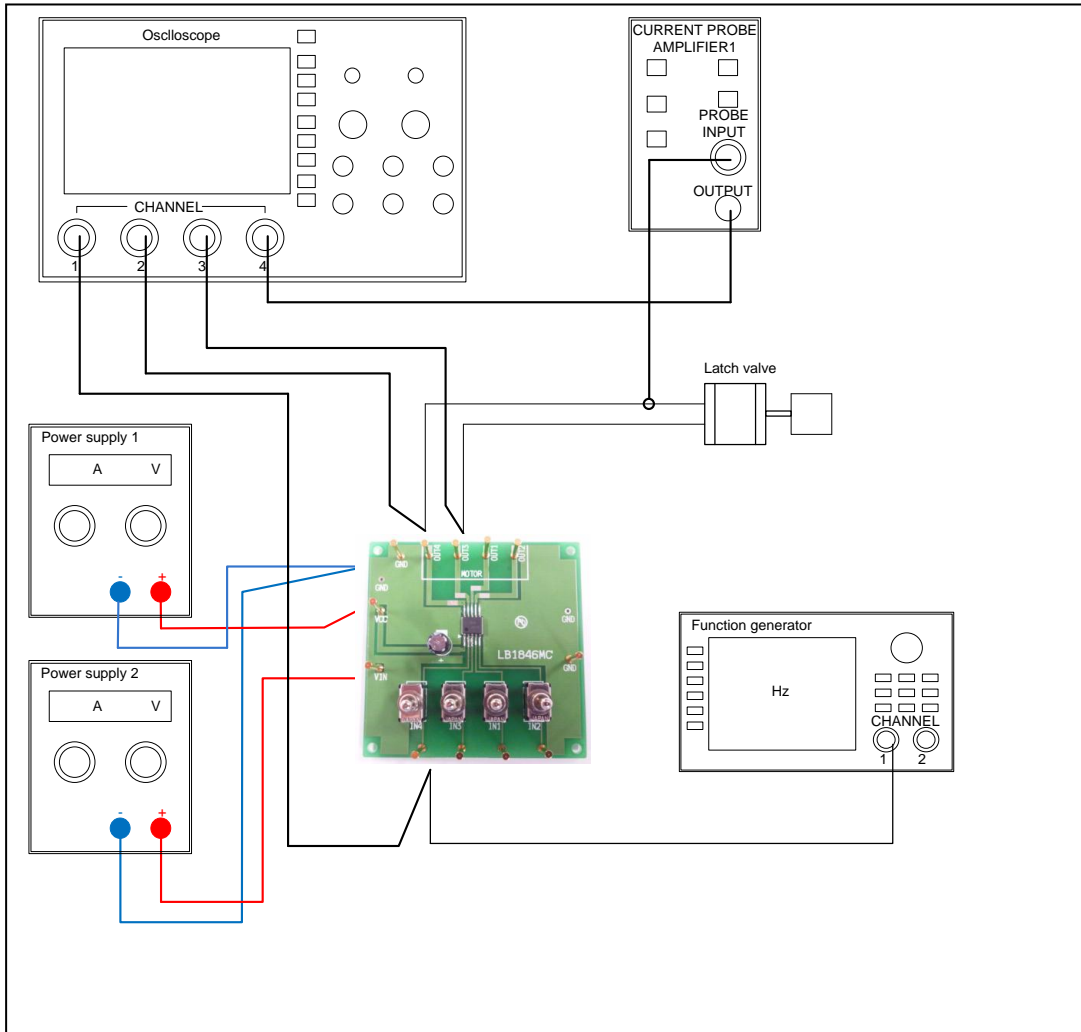 Osclloscope
CHANNEL
1 2 3 4
CURRENT PROBE
AMPLIFIER1
PROBE
INPUT
OUTPUT
Latch valve
Power supply 1
A V
- +
Power supply 2
A V
- +
GND
OUT4
OUT3
OUT1
OUT2
MOTOR
GND
VCC
GND
+
LB1846MC
VIN
GND
IN4
IN3
IN1
IN2
Function generator
Hz
CHANNEL
1 2